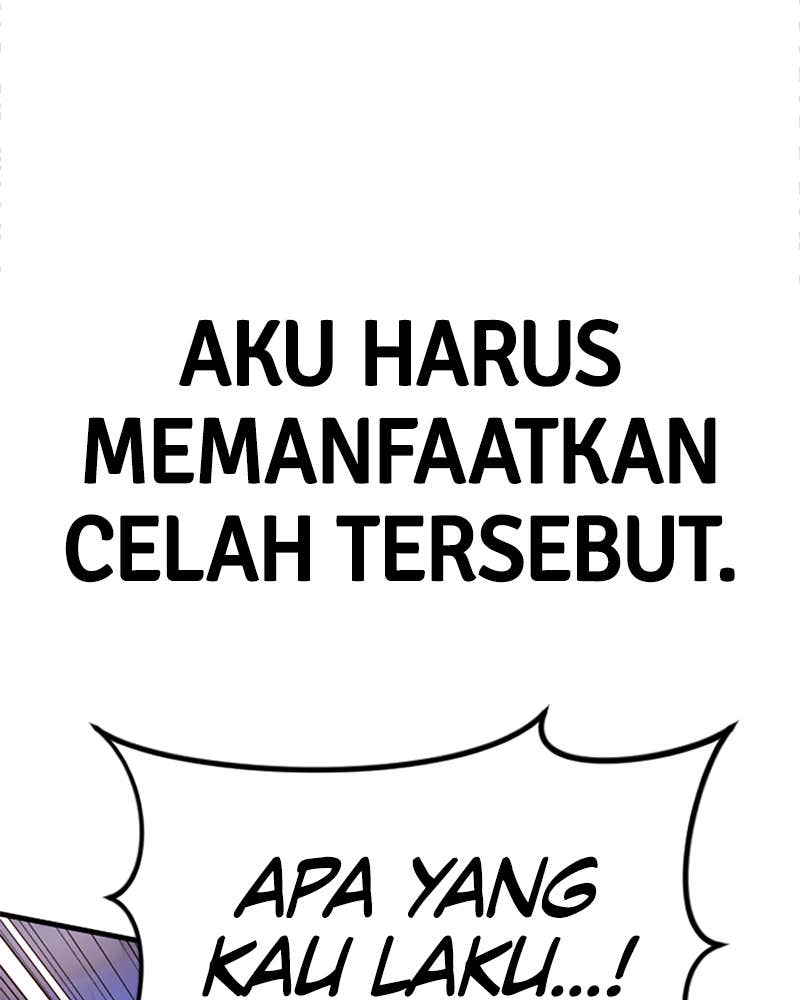 AKU HARUS
MEMANFAATKAN
CELAH TERSEBUT.
APA YANG
KAU LAKU...!